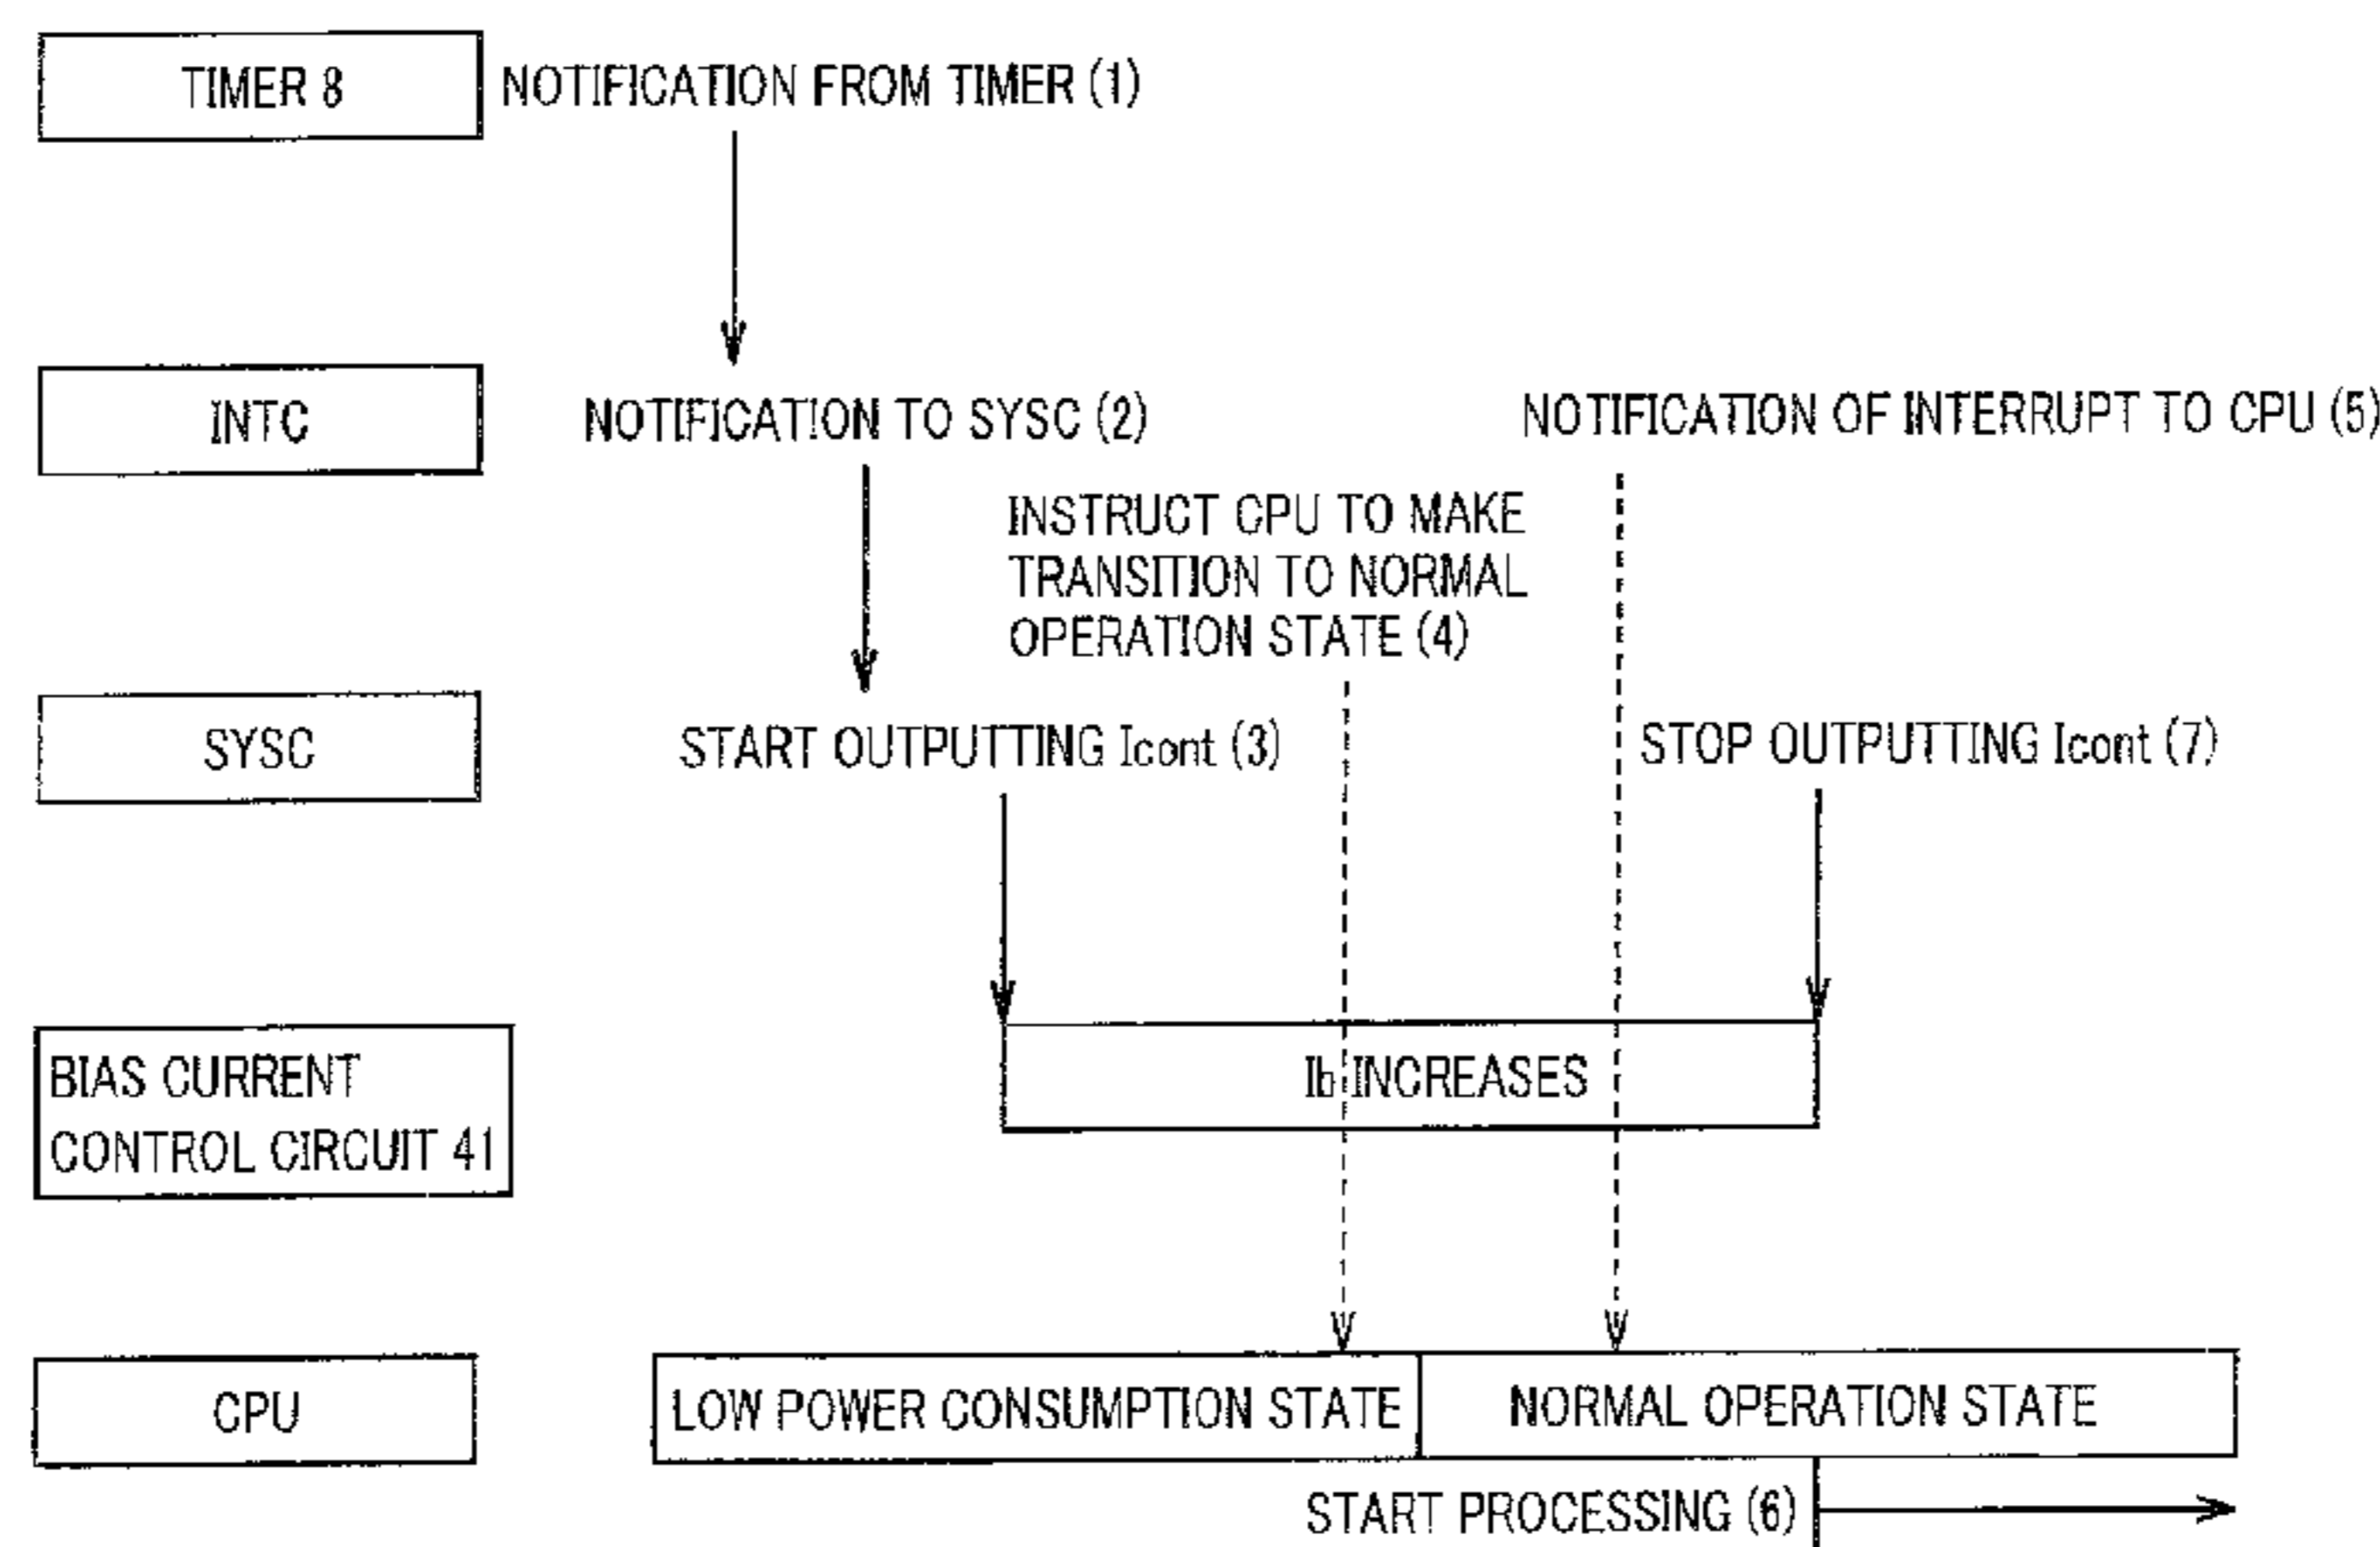 TIMER 8
NOTIFICATION FROM TIMER (1)
INTC
NOTIFICATION TO SYSC (2)
NOTIFICATION OF INTERRUPT TO CPU (5)
INSTRUCT CPU TO MAKE
TRANSITION TO NORMAL
OPERATION STATE (4)
SYSC
START OUTPUTTING Icont (3)
STOP OUTPUTTING Icont (7)
BIAS CURRENT
CONTROL CIRCUIT 41
Ib INCREASES
CPU
LOW POWER CONSUMPTION STATE
NORMAL OPERATION STATE
START PROCESSING (6)